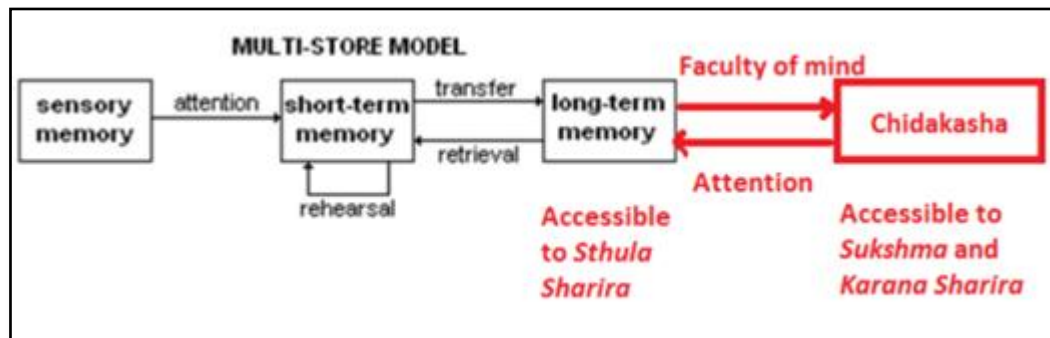 MULTI-STORE MODEL
sensory
memory
attention
short-term
memory
rehearsal
transfer
retrieval
long-term
memory
Faculty of mind
Attention
Chidakasha
Accessible
to Sthula
Sharira
Accessible to
Sukshma and
Karana Sharira